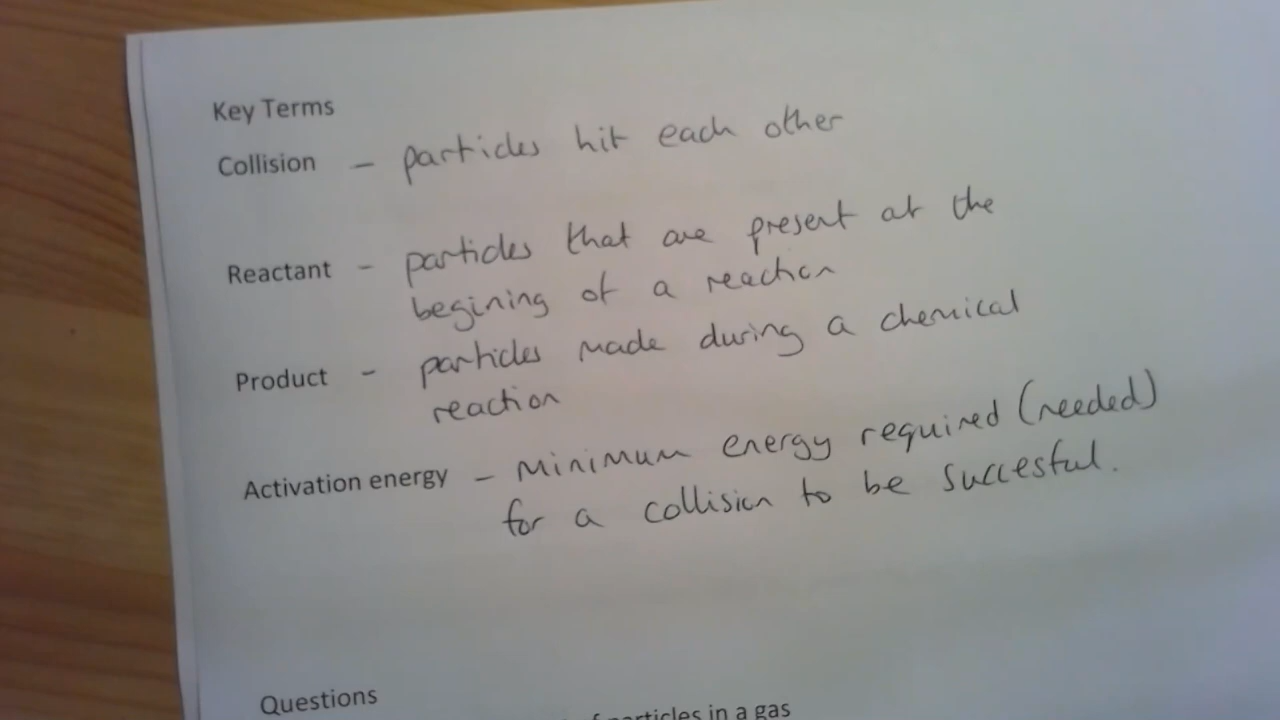 Key Terms
Collision – particles hit each other
Reactant – particles that are present at the
begining of a reaction
Product – particles made during a chemical
reaction
Activation energy – Minimum energy required (needed)
for a collision to be succesful.
Questions
particles in a gas